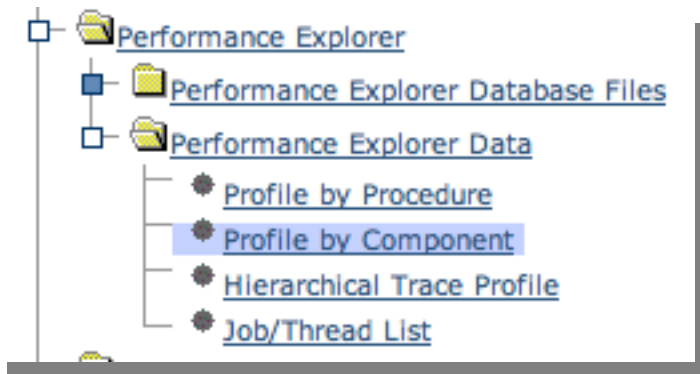 Performance Explorer
Performance Explorer Database Files
Performance Explorer Data
Profile by Procedure
Profile by Component
Hierarchical Trace Profile
Job/Thread List